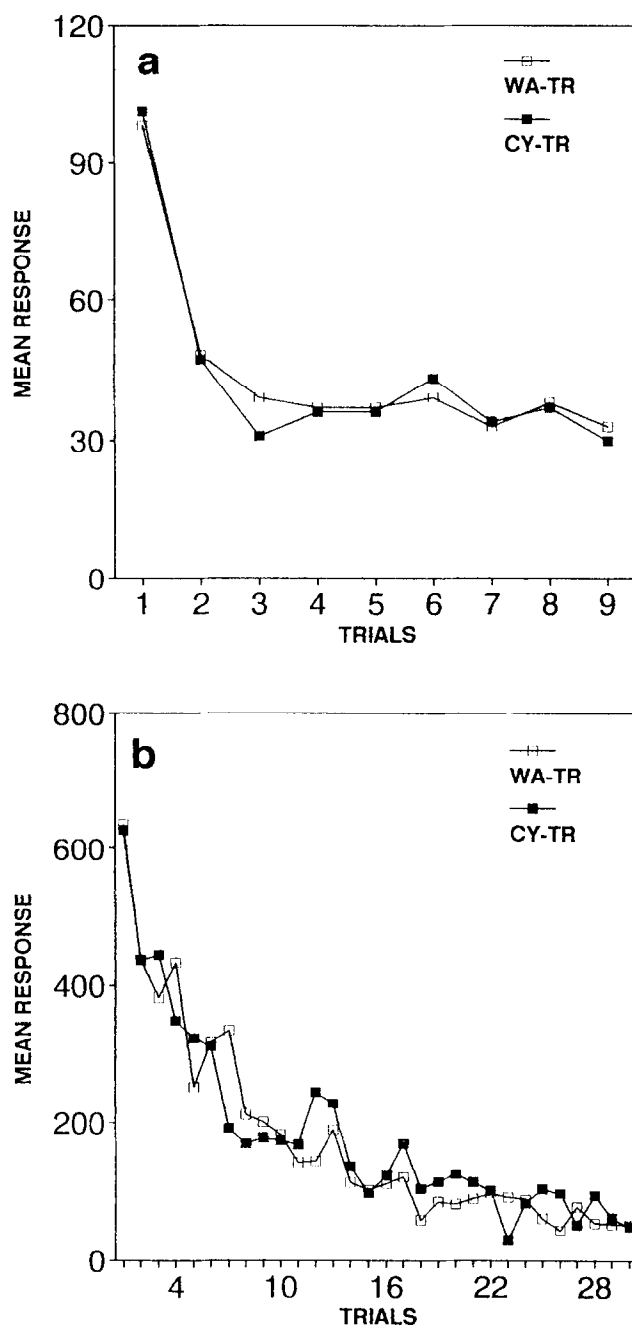 120
a
WA-TR
CY-TR
90
60
30
0
MEAN RESPONSE
1 2 3 4 5 6 7 8 9
TRIALS
800
b
WA-TR
CY-TR
600
400
200
0
MEAN RESPONSE
4 10 16 22 28
TRIALS